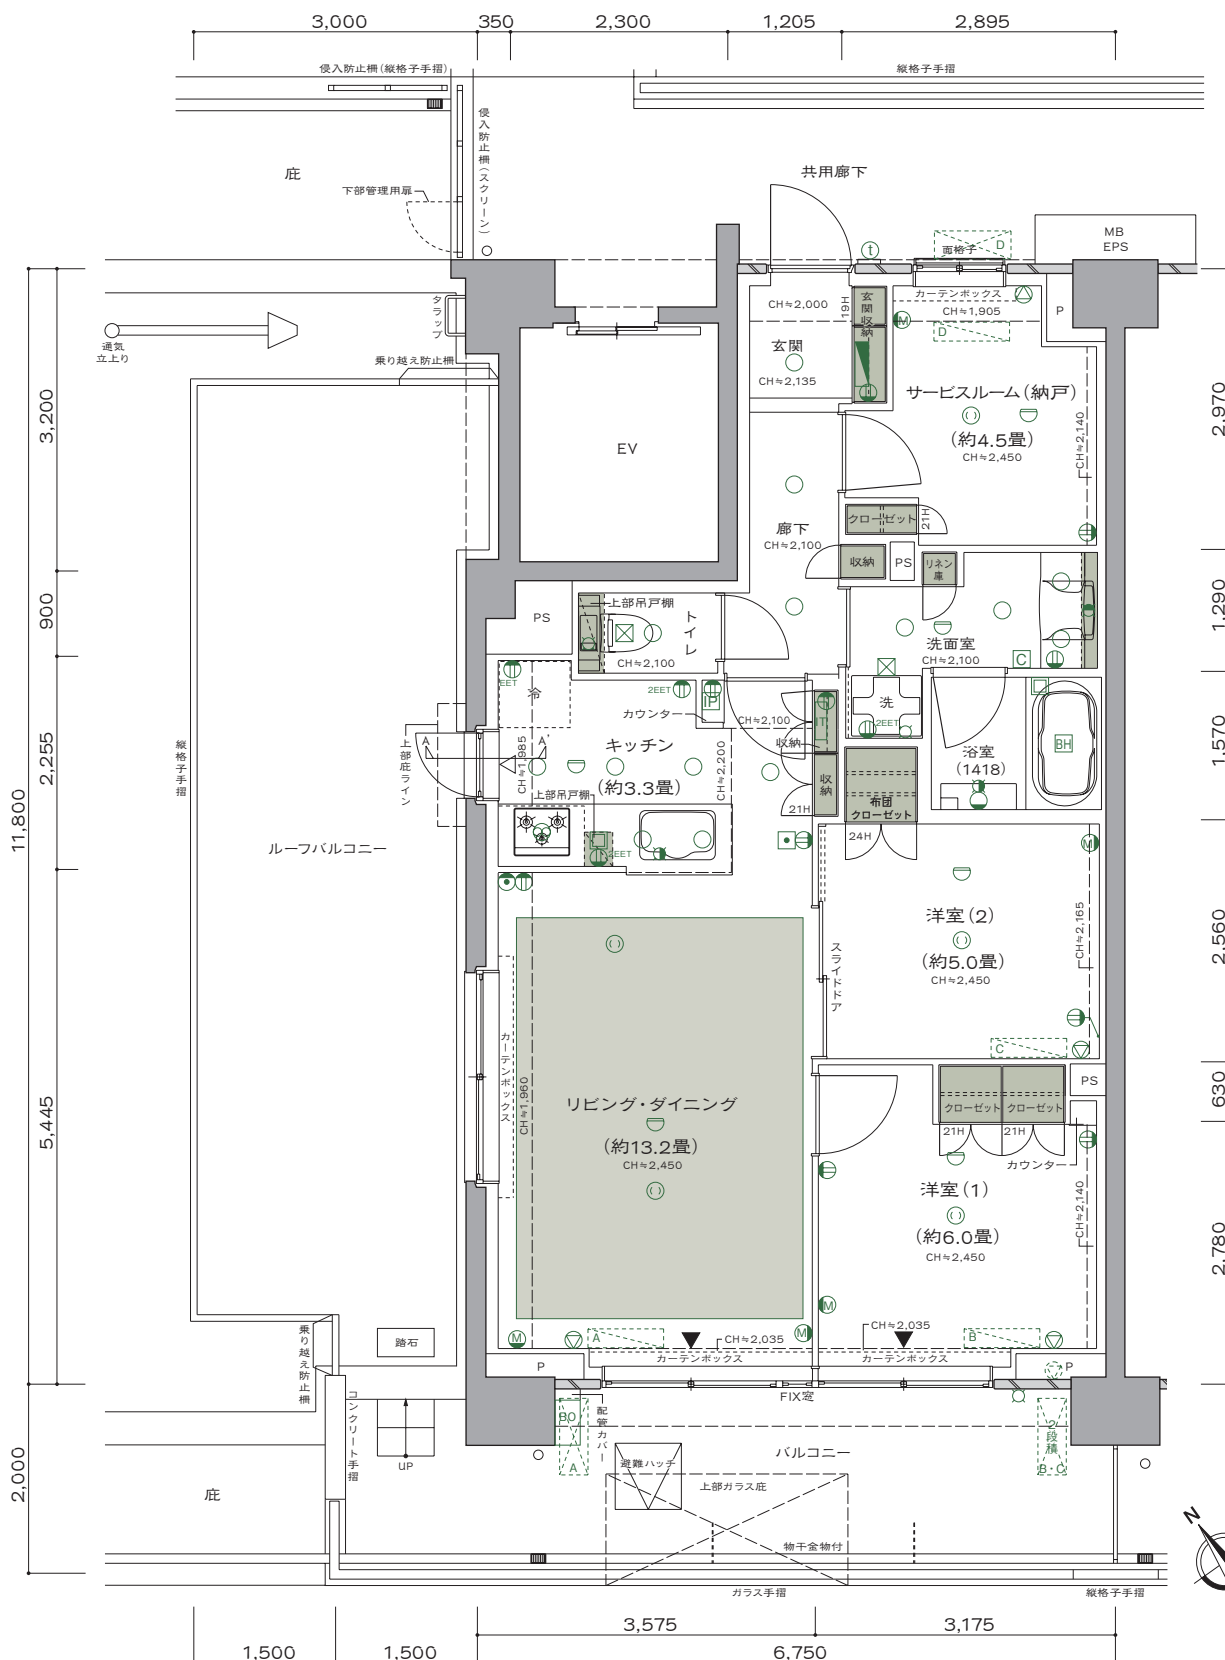 3,000
350
2,300
1,205
2,895
侵入防止柵(縦格子手摺)
縦格子手摺
侵入防止柵(スクリーン)
庇
下部管理用扉
共用廊下
MB
EPS
面格子
D
t
カーテンボックス
CH≒1,905
D
P
M
CH≒2,000
19H
玄関収納
玄関
CH≒2,135
タラップ
通気
立上り
乗り越え防止柵
サービスルーム(納戸)
(約4.5畳)
CH≒2,450
CH≒2,140
EV
3,200
2,970
廊下
CH≒2,100
クローゼット
21H
収納
PS
リネン
庫
900
1,290
PS
上部吊戸棚
トイレ
CH≒2,100
洗面室
CH≒2,100
C
EET
冷
2EET
IP
カウンター
CH≒2,100
IT
収納
洗
2EET
浴室
(1418)
BH
1,570
2,255
11,800
縦格子手摺
上部庇ライン
A
A'
CH≒1,985
キッチン
(約3.3畳)
CH≒2,200
上部吊戸棚
2EET
収納
21H
布団
クローゼット
24H
ルーフバルコニー
M
洋室(2)
(約5.0畳)
CH≒2,450
CH≒2,165
スライドドア
C
2,560
カーテンボックス
CH≒1,960
リビング・ダイニング
(約13.2畳)
CH≒2,450
5,445
PS
630
クローゼット
クローゼット
21H
21H
カウンター
洋室(1)
(約6.0畳)
CH≒2,450
CH≒2,140
2,780
M
M
M
A
CH≒2,035
CH≒2,035
B
カーテンボックス
カーテンボックス
P
P
FIX窓
踏石
乗り越え防止柵
コンクリート手摺
UP
BO
A
配管カバー
避難ハッチ
バルコニー
上部ガラス庇
2段積
B・C
2,000
庇
物干金物付
ガラス手摺
縦格子手摺
N
3,575
3,175
1,500
1,500
6,750